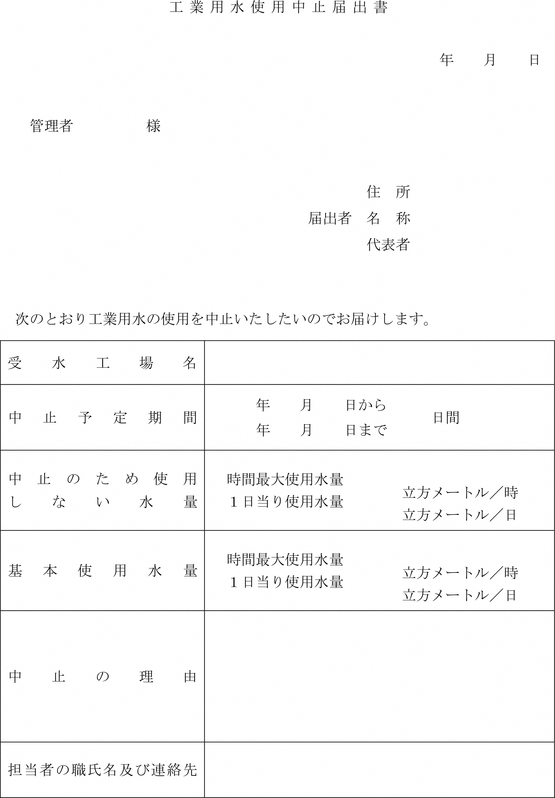 工業用水使用中止届出書
年　月　日
管理者　様
住　所
届出者　名　称
代表者
次のとおり工業用水の使用を中止いたしたいのでお届けします。
受水工場名
中止予定期間　年　月　日から　日間
年　月　日まで
中止のため使用　時間最大使用水量　立方メートル／時
しない水量　１日当り使用水量　立方メートル／日
基本使用水量　時間最大使用水量　立方メートル／時
１日当り使用水量　立方メートル／日
中止の理由
担当者の職氏名及び連絡先